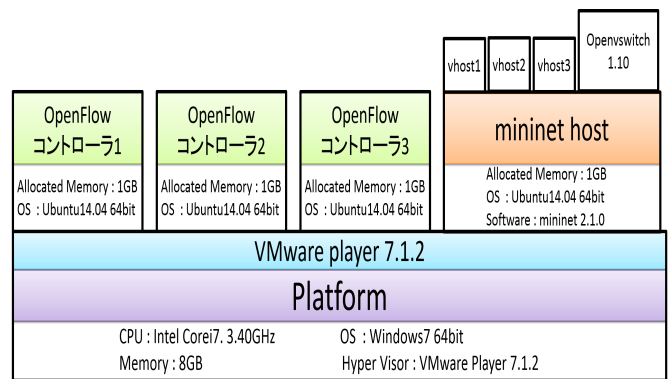 vhost1
vhost2
vhost3
Openvswitch
1.10
OpenFlow
コントローラ1
OpenFlow
コントローラ2
OpenFlow
コントローラ3
mininet host
Allocated Memory : 1GB
OS : Ubuntu14.04 64bit
Allocated Memory : 1GB
OS : Ubuntu14.04 64bit
Allocated Memory : 1GB
OS : Ubuntu14.04 64bit
Allocated Memory : 1GB
OS : Ubuntu14.04 64bit
Software : mininet 2.1.0
VMware player 7.1.2
Platform
CPU : Intel Corei7. 3.40GHz
OS : Windows7 64bit
Memory : 8GB
Hyper Visor : VMware Player 7.1.2